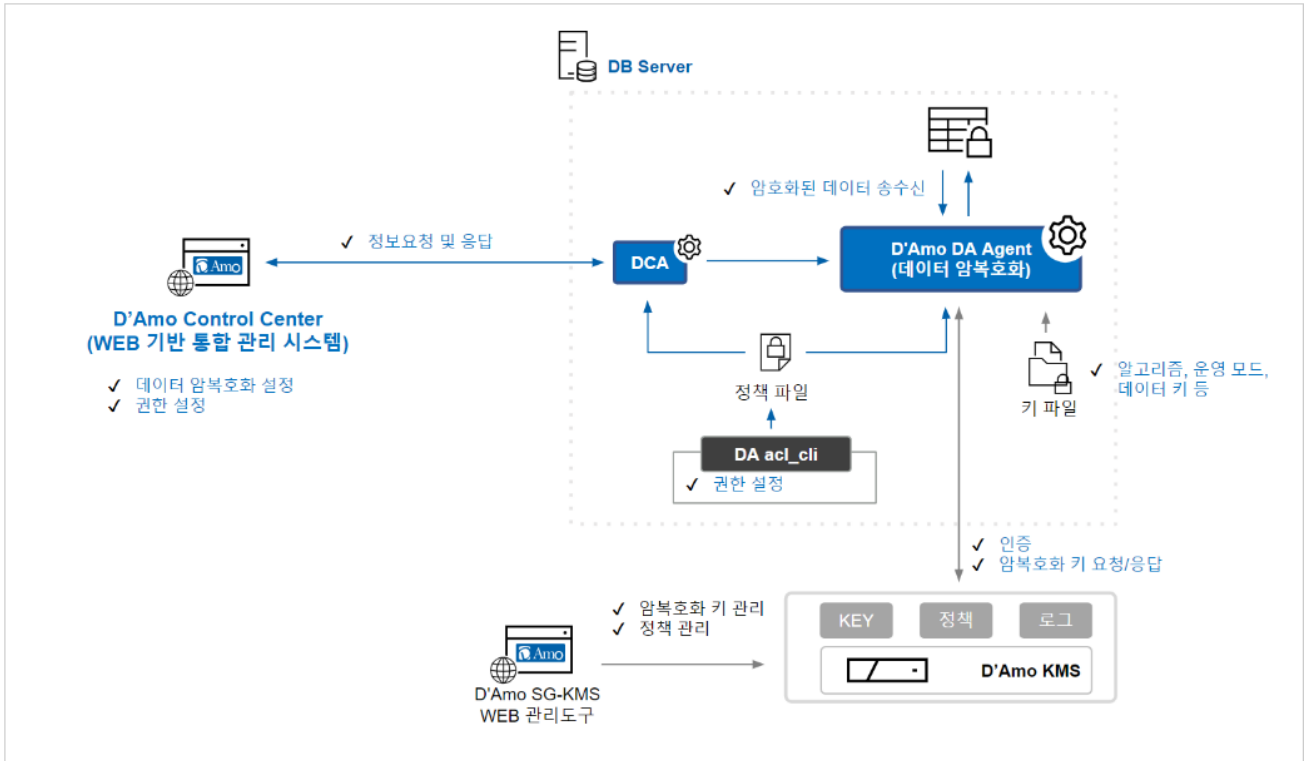 DB Server
✓ 암호화된 데이터 송수신
✓ 정보요청 및 응답
Amo
DCA
D'Amo DA Agent
(데이터 암복호화)
D'Amo Control Center
(WEB 기반 통합 관리 시스템)
✓ 데이터 암복호화 설정
✓ 권한 설정
정책 파일
키 파일
✓ 알고리즘, 운영 모드,
데이터 키 등
DA acl_cli
✓ 권한 설정
✓ 인증
✓ 암복호화 키 요청/응답
✓ 암복호화 키 관리
✓ 정책 관리
Amo
D'Amo SG-KMS
WEB 관리도구
KEY
정책
로그
D'Amo KMS